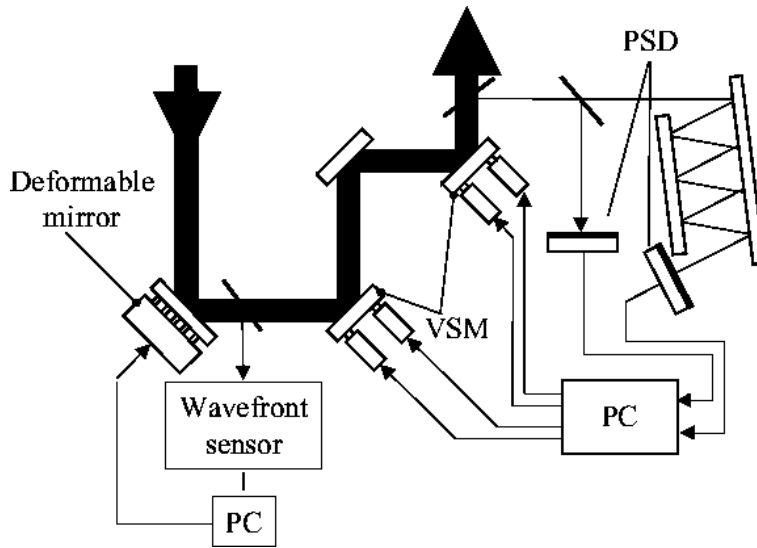 PSD
Deformable
mirror
VSM
Wavefront
sensor
PC
PC